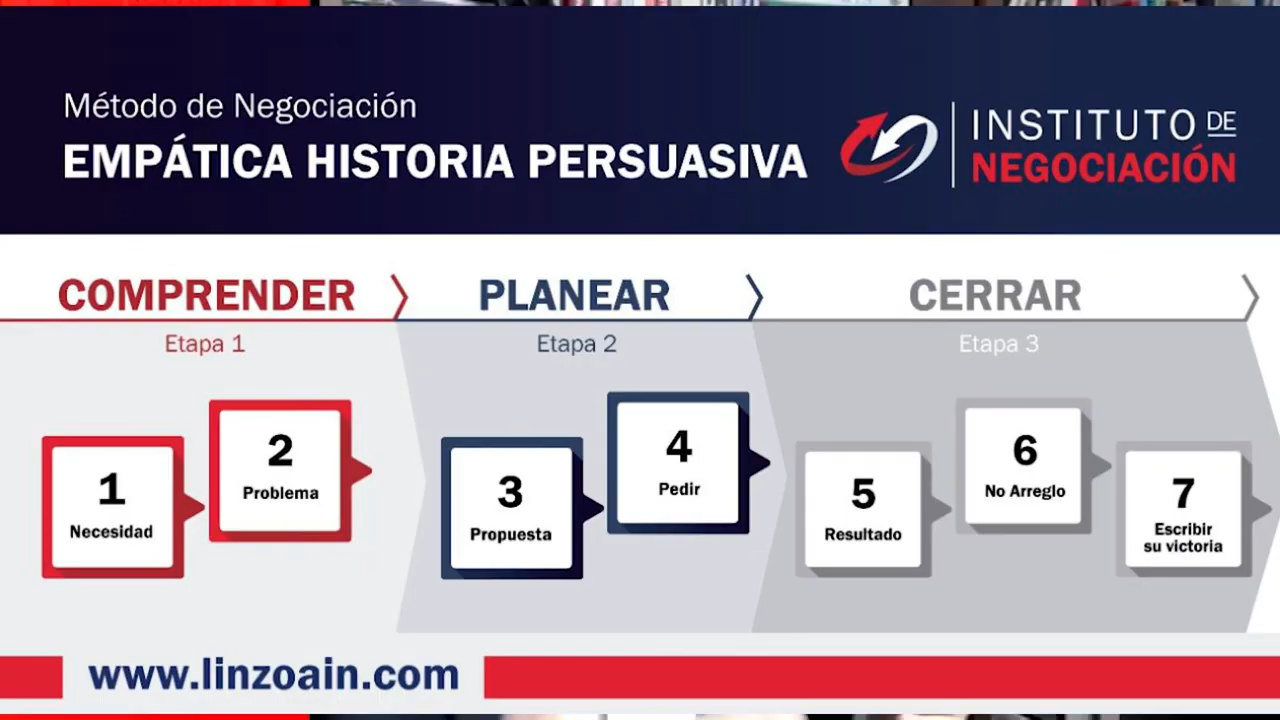 Método de Negociación
EMPÁTICA HISTORIA PERSUASIVA
INSTITUTO DE
NEGOCIACIÓN
COMPRENDER
Etapa 1
PLANEAR
Etapa 2
CERRAR
Etapa 3
1
Necesidad
2
Problema
3
Propuesta
4
Pedir
5
Resultado
6
No Arreglo
7
Escribir
su victoria
www.linzoain.com